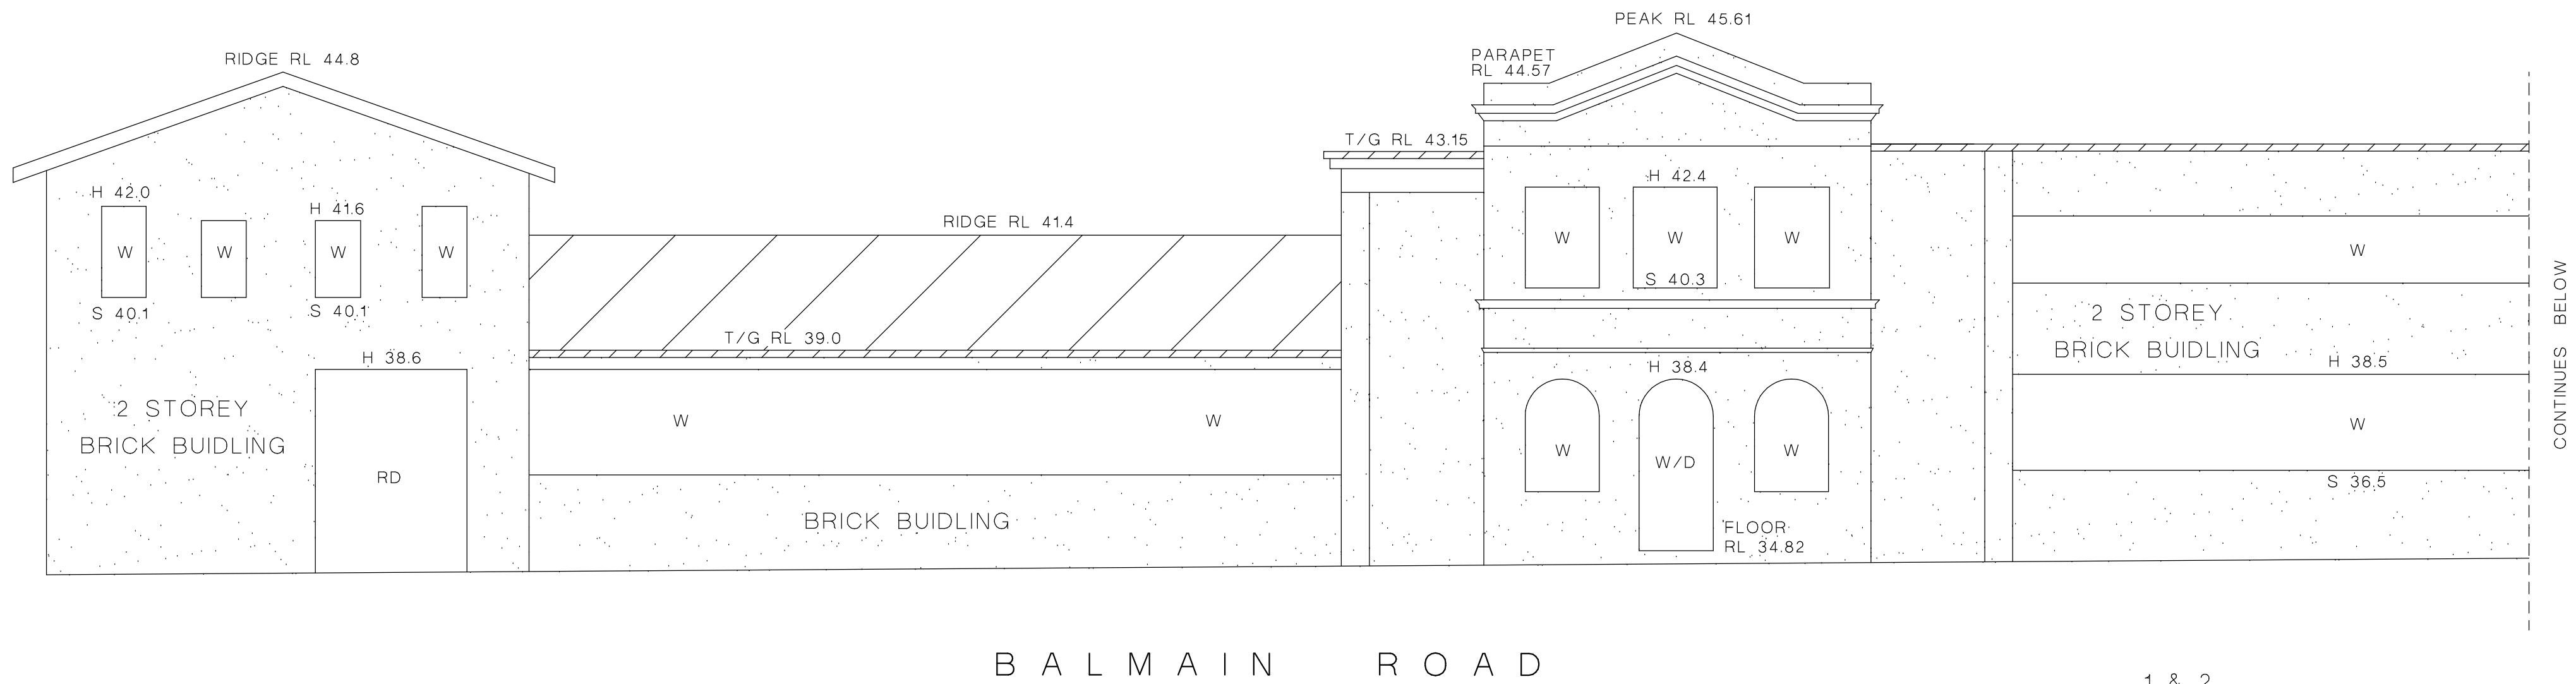 PEAK RL 45.61
RIDGE RL 44.8
PARAPET
RL 44.57
T/G RL 43.15
H 42.0
H 41.6
W
W
W
W
S 40.1
S 40.1
H 38.6
2 STOREY
BRICK BUIDLING
RD
RIDGE RL 41.4
T/G RL 39.0
W
W
BRICK BUIDLING
H 42.4
W
W
W
S 40.3
H 38.4
W
W/D
W
FLOOR
RL 34.82
W
2 STOREY
BRICK BUIDLING
H 38.5
W
S 36.5
CONTINUES BELOW
BALMAIN ROAD
1 & 2